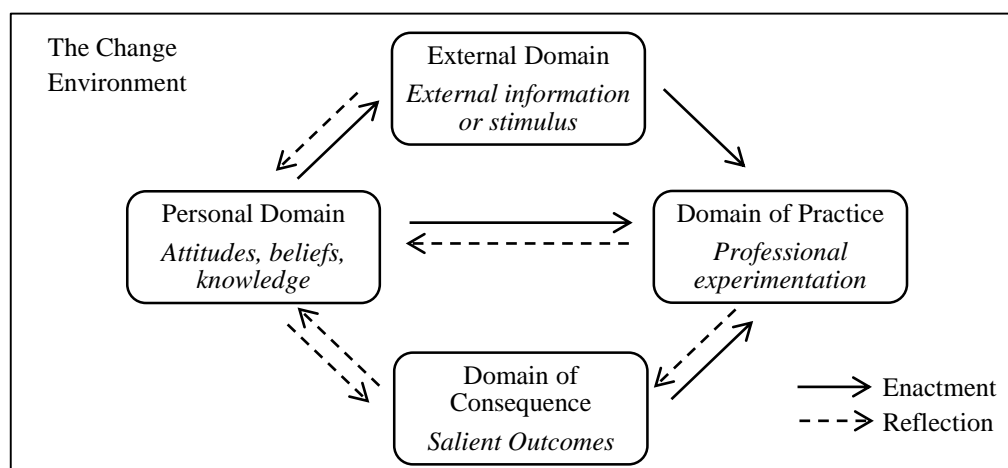 The Change
Environment
External Domain
External information
or stimulus
Personal Domain
Attitudes, beliefs,
knowledge
Domain of Practice
Professional
experimentation
Domain of
Consequence
Salient Outcomes
Enactment
Reflection